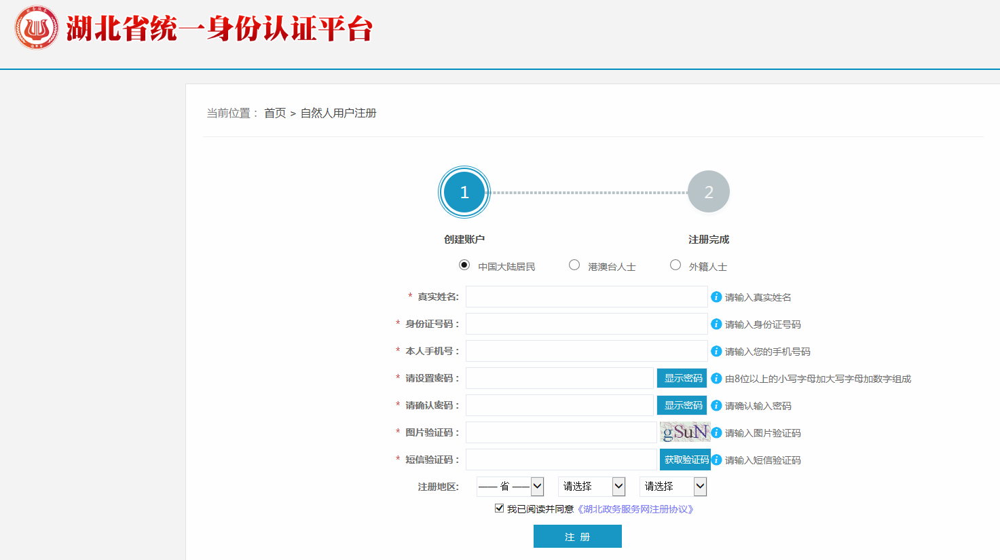 湖北省统一身份认证平台
当前位置： 首页 > 自然人用户注册
1 2
创建账户 注册完成
中国大陆居民 港澳台人士 外籍人士
* 真实姓名: 请输入真实姓名
* 身份证号码： 请输入身份证号码
* 本人手机号： 请输入您的手机号码
* 请设置密码： 显示密码 由8位以上的小写字母加大写字母加数字组成
* 请确认密码： 显示密码 请确认输入密码
* 图片验证码： gSuN 请输入图片验证码
* 短信验证码： 获取验证码 请输入短信验证码
注册地区: —— 省 —— 请选择 请选择
我已阅读并同意《湖北政务服务网注册协议》
注 册